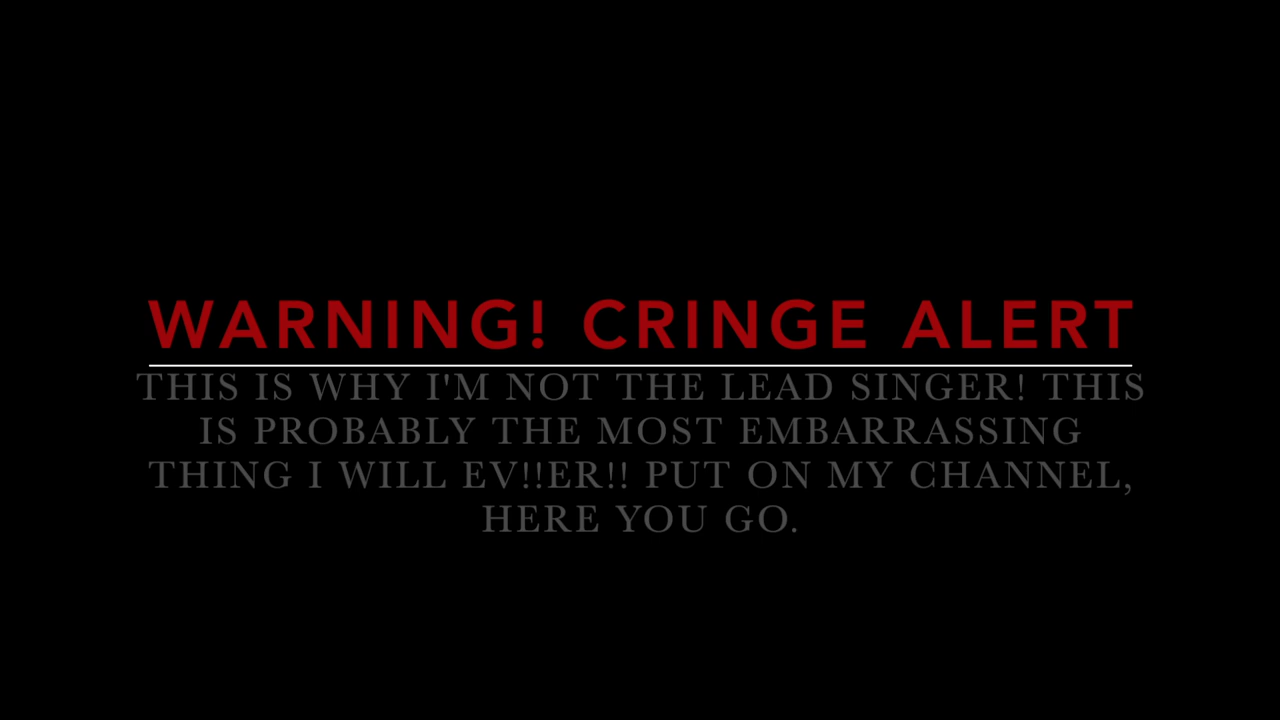 WARNING! CRINGE ALERT
THIS IS WHY I'M NOT THE LEAD SINGER! THIS
IS PROBABLY THE MOST EMBARRASSING
THING I WILL EV!!ER!! PUT ON MY CHANNEL,
HERE YOU GO.